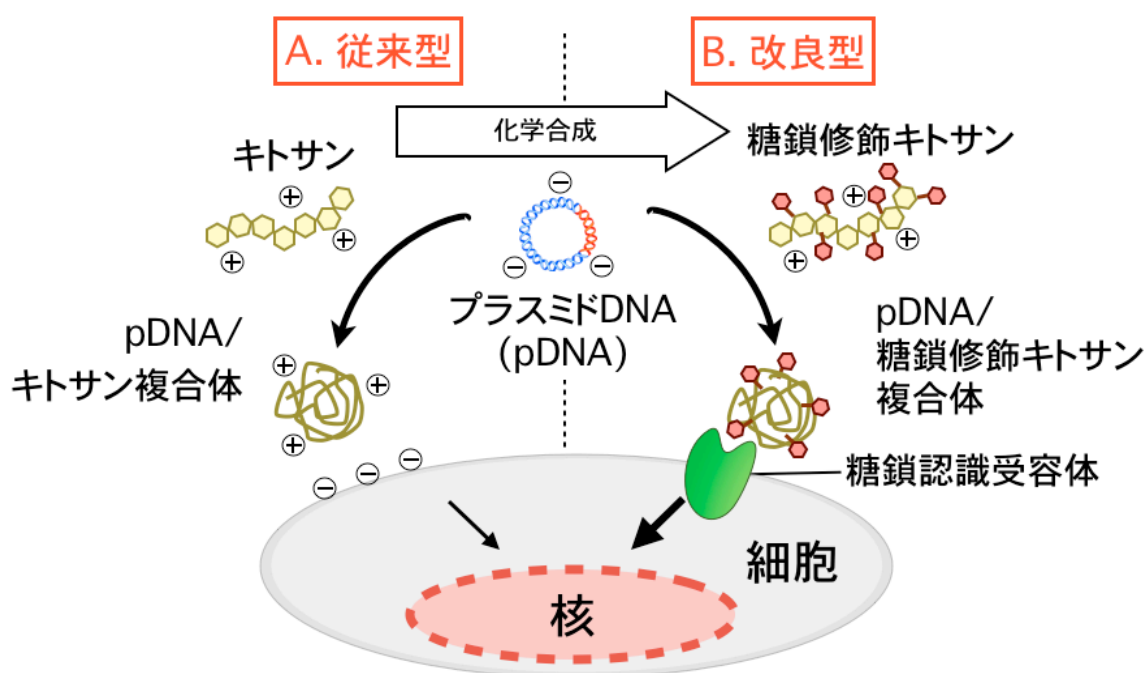 A. 従来型
B. 改良型
化学合成
キトサン
糖鎖修飾キトサン
プラスミドDNA
(pDNA)
pDNA/
キトサン複合体
pDNA/
糖鎖修飾キトサン
複合体
糖鎖認識受容体
細胞
核